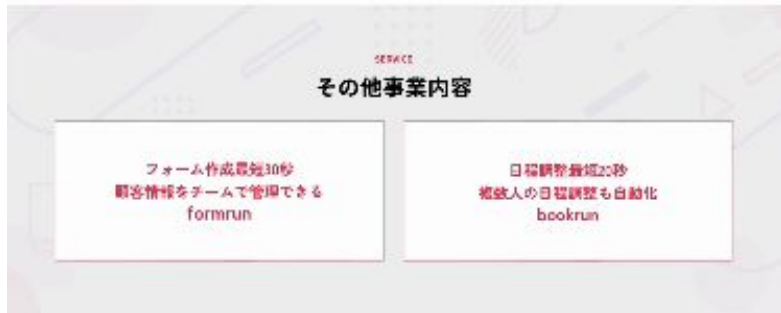 SERVICE
その他事業内容
フォーム作成最短30秒
顧客情報をチームで管理できる
formrun
日程調整最短20秒
複数人の日程調整も自動化
bookrun